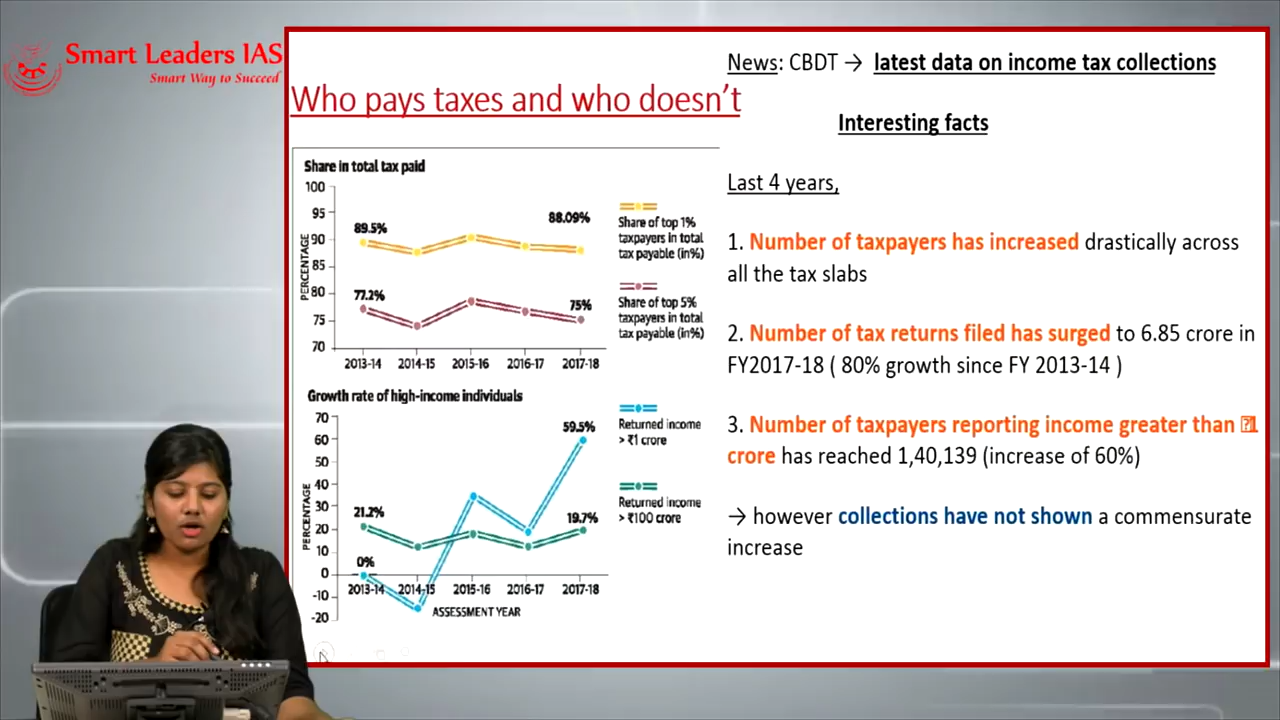 Smart Leaders IAS
Smart Way to Succeed
Who pays taxes and who doesn't
Share in total tax paid
100
95
90
85
80
75
70
PERCENTAGE
89.5%
88.09%
77.2%
75%
2013-14 2014-15 2015-16 2016-17 2017-18
Share of top 1%
taxpayers in total
tax payable (in%)
Share of top 5%
taxpayers in total
tax payable (in%)
Growth rate of high-income individuals
70
60
50
40
30
20
10
0
-10
-20
PERCENTAGE
59.5%
21.2%
19.7%
0%
2013-14 2014-15 2015-16 2016-17 2017-18
ASSESSMENT YEAR
Returned income
> ₹1 crore
Returned income
> ₹100 crore
News: CBDT → latest data on income tax collections
Interesting facts
Last 4 years,
1. Number of taxpayers has increased drastically across
all the tax slabs
2. Number of tax returns filed has surged to 6.85 crore in
FY2017-18 ( 80% growth since FY 2013-14 )
3. Number of taxpayers reporting income greater than 1
crore has reached 1,40,139 (increase of 60%)
→ however collections have not shown a commensurate
increase